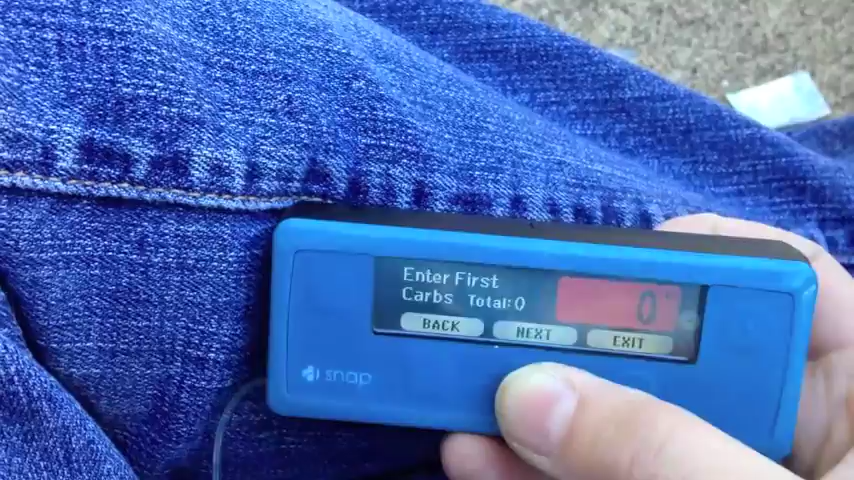 Enter First
Carbs Total:0
0
BACK NEXT EXIT
snap